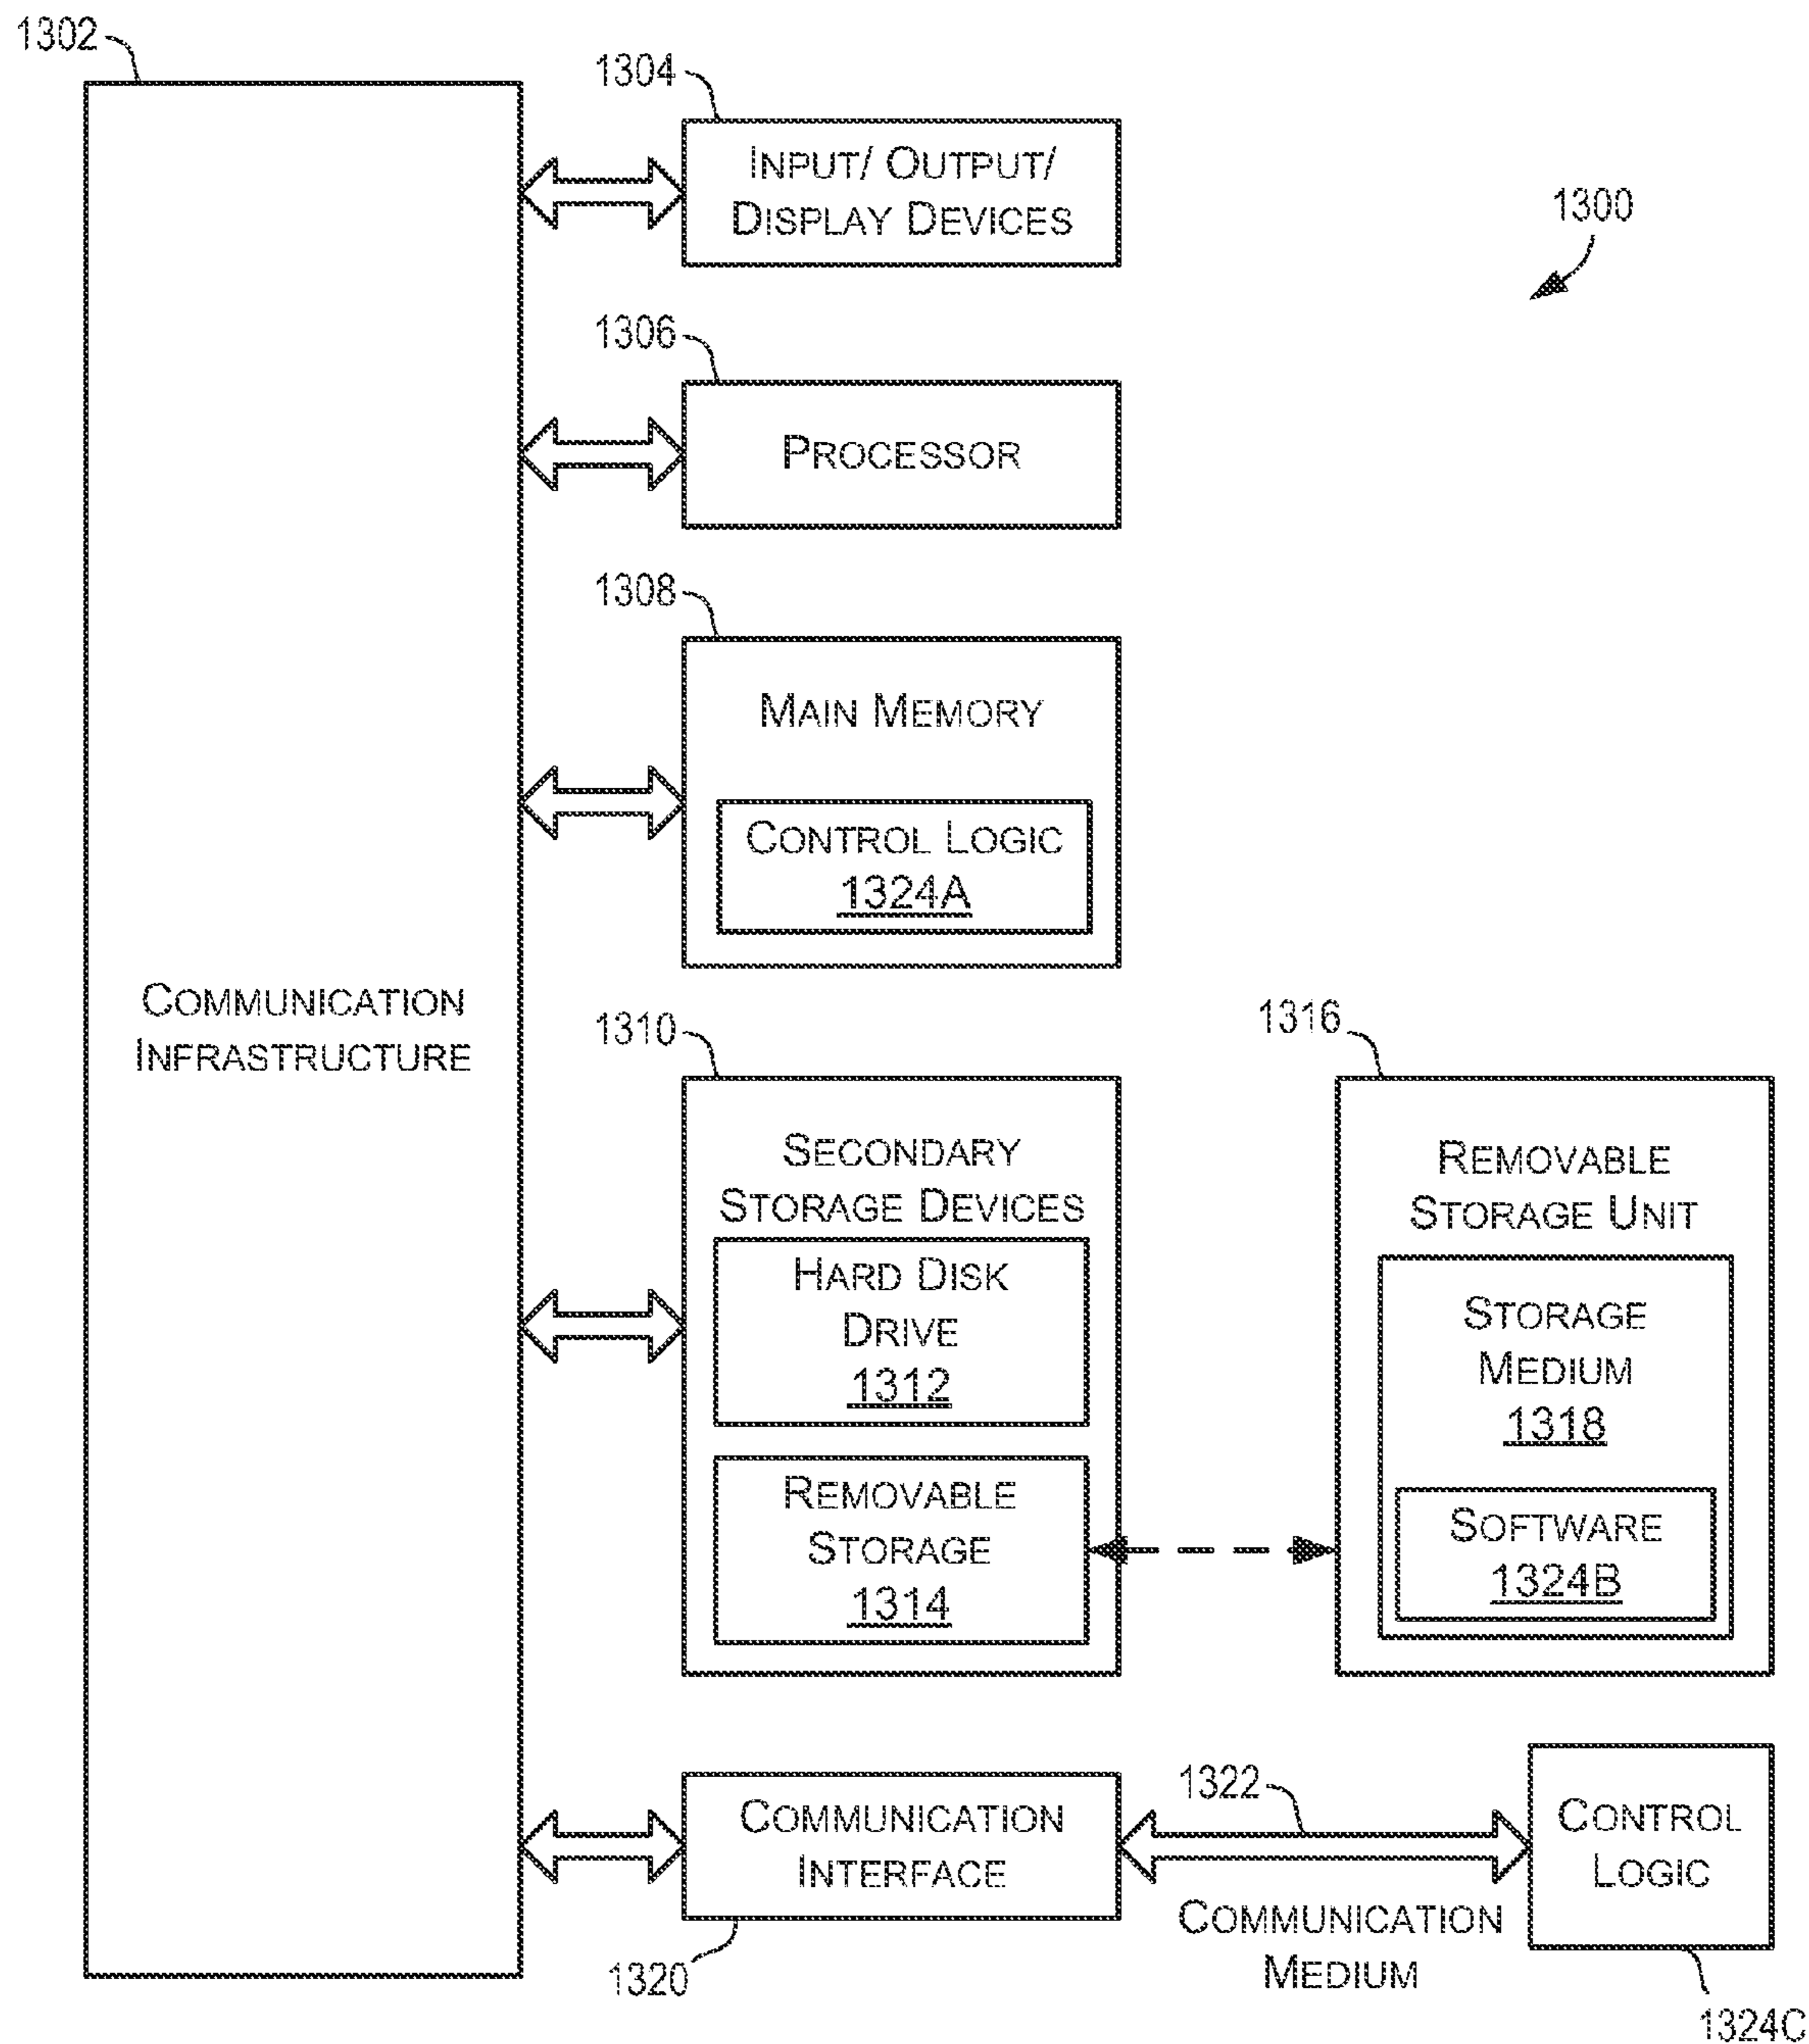 1302
1304
INPUT/ OUTPUT/
DISPLAY DEVICES
1300
1306
PROCESSOR
1308
MAIN MEMORY
CONTROL LOGIC
1324A
COMMUNICATION
INFRASTRUCTURE
1310
SECONDARY
STORAGE DEVICES
HARD DISK
DRIVE
1312
REMOVABLE
STORAGE
1314
1316
REMOVABLE
STORAGE UNIT
STORAGE
MEDIUM
1318
SOFTWARE
1324B
COMMUNICATION
INTERFACE
1320
1322
COMMUNICATION
MEDIUM
CONTROL
LOGIC
1324C